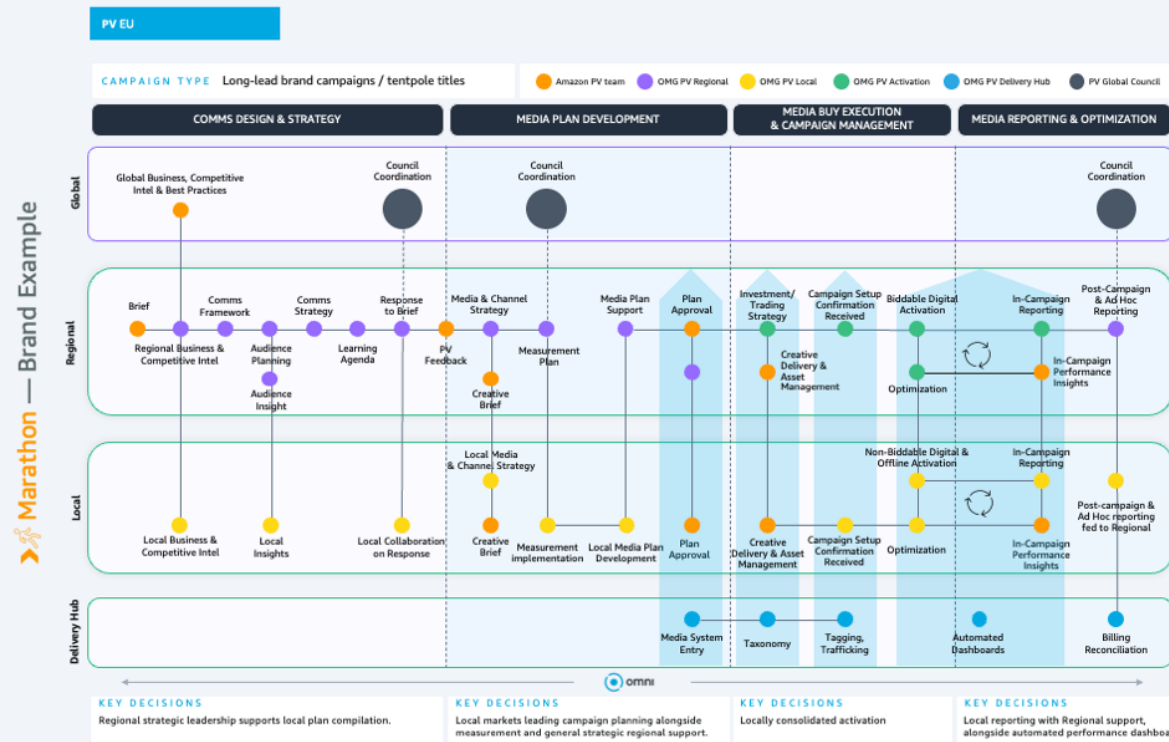 PV EU
CAMPAIGN TYPE Long-lead brand campaigns / tentpole titles
Amazon PV team
OMG PV Regional
OMG PV Local
OMG PV Activation
OMG PV Delivery Hub
PV Global Council
COMMS DESIGN & STRATEGY
MEDIA PLAN DEVELOPMENT
MEDIA BUY EXECUTION
& CAMPAIGN MANAGEMENT
MEDIA REPORTING & OPTIMIZATION
Marathon — Brand Example
Global
Global Business, Competitive
Intel & Best Practices
Council
Coordination
Council
Coordination
Council
Coordination
Regional
Brief
Regional Business &
Competitive Intel
Comms
Framework
Audience
Planning
Audience
Insight
Comms
Strategy
Learning
Agenda
Response
to Brief
PV
Feedback
Media & Channel
Strategy
Creative
Brief
Measurement
Plan
Media Plan
Support
Plan
Approval
Investment/
Trading
Strategy
Creative
Delivery &
Asset
Management
Campaign Setup
Confirmation
Received
Biddable Digital
Activation
Optimization
In-Campaign
Reporting
In-Campaign
Performance
Insights
Post-Campaign
& Ad Hoc
Reporting
Local
Local Business &
Competitive Intel
Local
Insights
Local Collaboration
on Response
Local Media
& Channel Strategy
Creative
Brief
Measurement
implementation
Local Media Plan
Development
Plan
Approval
Creative
Delivery & Asset
Management
Campaign Setup
Confirmation
Received
Non-Biddable Digital &
Offline Activation
Optimization
In-Campaign
Reporting
In-Campaign
Performance
Insights
Post-campaign &
Ad Hoc reporting
fed to Regional
Delivery Hub
Media System
Entry
Taxonomy
Tagging,
Trafficking
Automated
Dashboards
Billing
Reconciliation
omni
KEY DECISIONS
Regional strategic leadership supports local plan compilation.
KEY DECISIONS
Local markets leading campaign planning alongside
measurement and general strategic regional support.
KEY DECISIONS
Locally consolidated activation
KEY DECISIONS
Local reporting with Regional support,
alongside automated performance dashboa